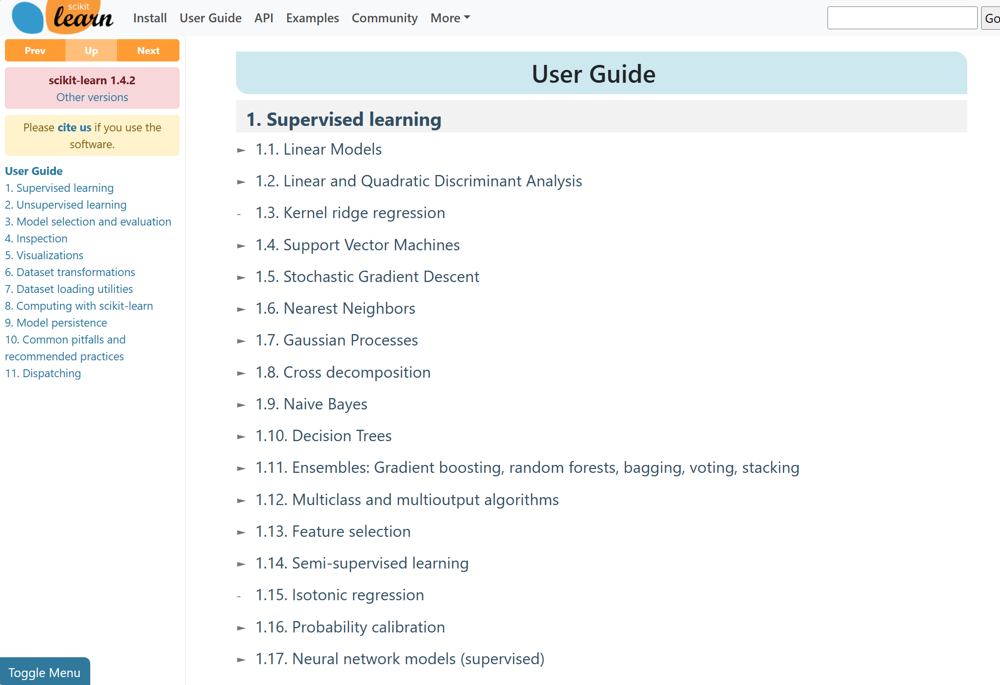 scikit
learn
Install User Guide API Examples Community More
Go
Prev Up Next
scikit-learn 1.4.2
Other versions
Please cite us if you use the
software.
User Guide
1. Supervised learning
2. Unsupervised learning
3. Model selection and evaluation
4. Inspection
5. Visualizations
6. Dataset transformations
7. Dataset loading utilities
8. Computing with scikit-learn
9. Model persistence
10. Common pitfalls and
recommended practices
11. Dispatching
Toggle Menu
User Guide
1. Supervised learning
1.1. Linear Models
1.2. Linear and Quadratic Discriminant Analysis
- 1.3. Kernel ridge regression
1.4. Support Vector Machines
1.5. Stochastic Gradient Descent
1.6. Nearest Neighbors
1.7. Gaussian Processes
1.8. Cross decomposition
1.9. Naive Bayes
1.10. Decision Trees
1.11. Ensembles: Gradient boosting, random forests, bagging, voting, stacking
1.12. Multiclass and multioutput algorithms
1.13. Feature selection
1.14. Semi-supervised learning
- 1.15. Isotonic regression
1.16. Probability calibration
1.17. Neural network models (supervised)